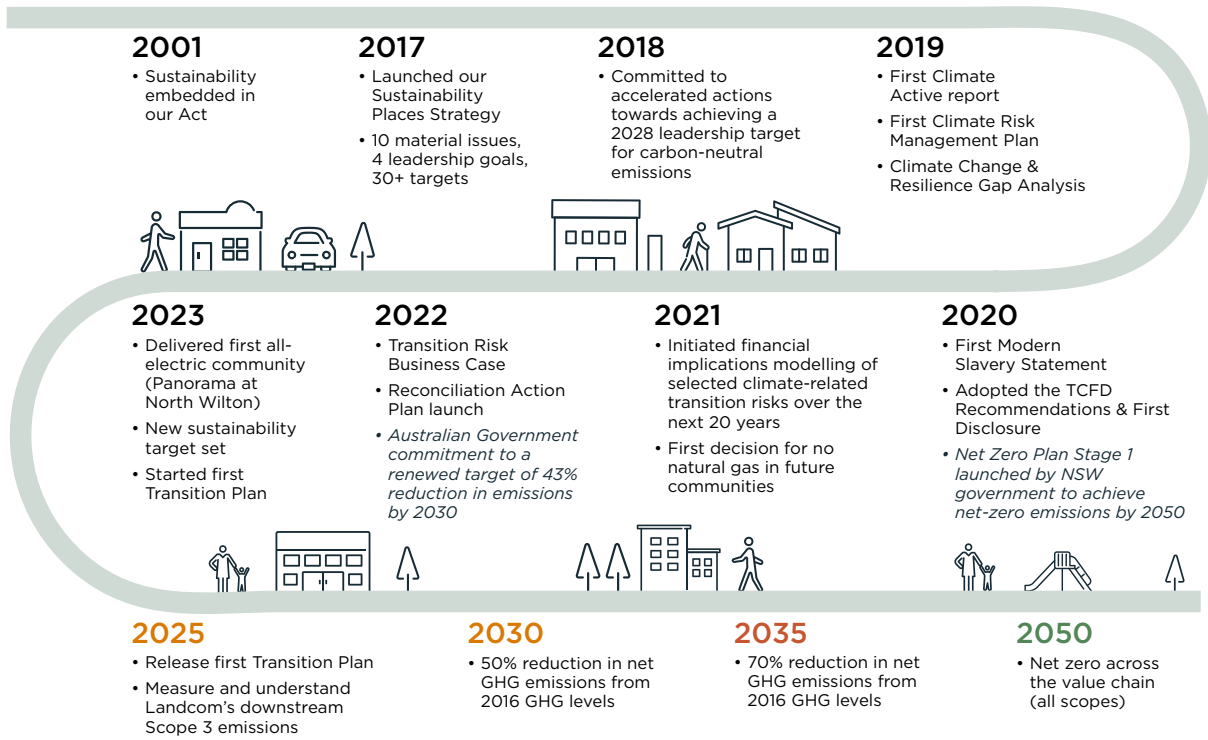 2001
• Sustainability
embedded in
our Act
2017
• Launched our
Sustainability
Places Strategy
• 10 material issues,
4 leadership goals,
30+ targets
2018
• Committed to
accelerated actions
towards achieving a
2028 leadership target
for carbon-neutral
emissions
2019
• First Climate
Active report
• First Climate Risk
Management Plan
• Climate Change &
Resilience Gap Analysis
2023
• Delivered first all-
electric community
(Panorama at
North Wilton)
• New sustainability
target set
• Started first
Transition Plan
2022
• Transition Risk
Business Case
• Reconciliation Action
Plan launch
• Australian Government
commitment to a
renewed target of 43%
reduction in emissions
by 2030
2021
• Initiated financial
implications modelling of
selected climate-related
transition risks over the
next 20 years
• First decision for no
natural gas in future
communities
2020
• First Modern
Slavery Statement
• Adopted the TCFD
Recommendations & First
Disclosure
• Net Zero Plan Stage 1
launched by NSW
government to achieve
net-zero emissions by 2050
2025
• Release first Transition Plan
• Measure and understand
Landcom's downstream
Scope 3 emissions
2030
• 50% reduction in net
GHG emissions from
2016 GHG levels
2035
• 70% reduction in net
GHG emissions from
2016 GHG levels
2050
• Net zero across
the value chain
(all scopes)